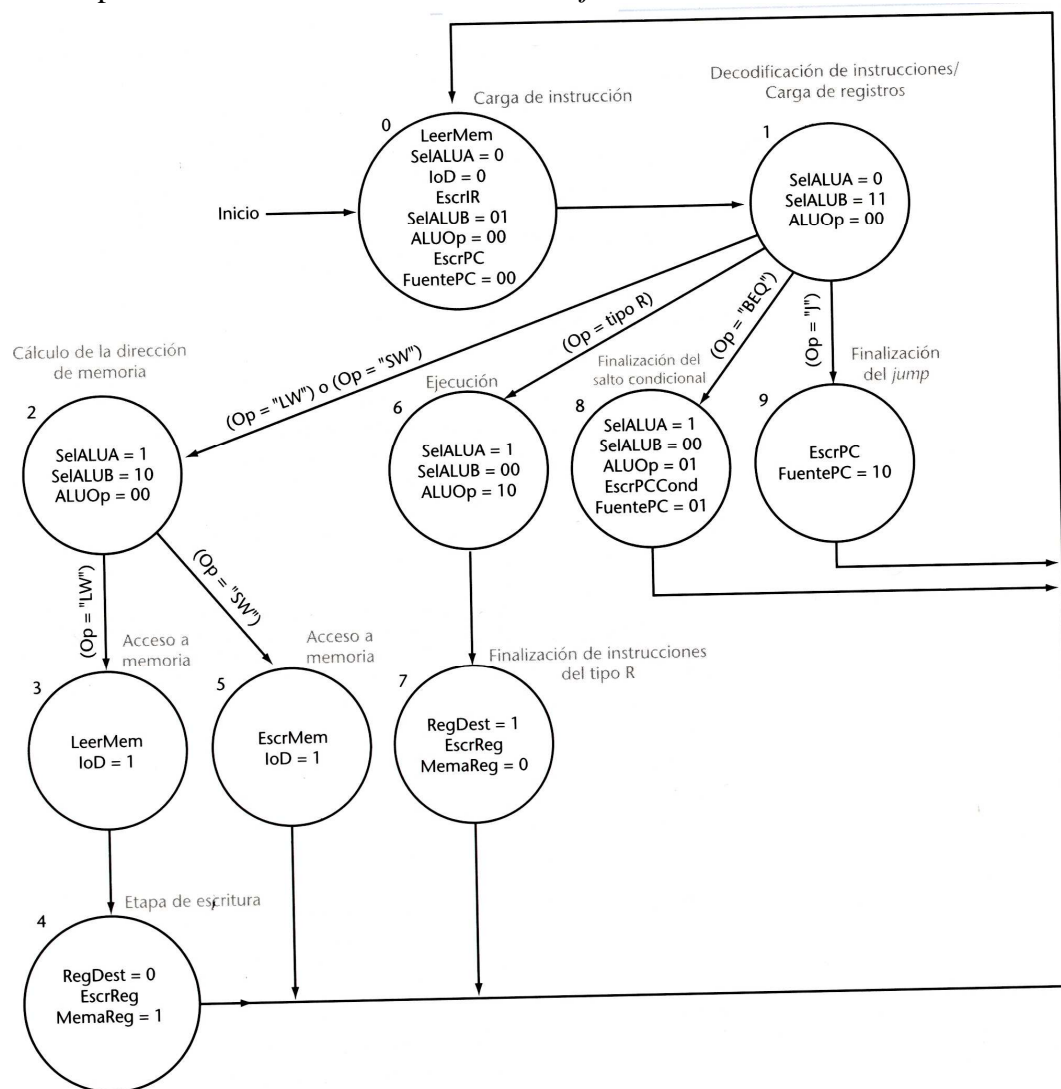 Carga de instrucción
0
LeerMem
SelALUA = 0
IoD = 0
EscrIR
SelALUB = 01
ALUOp = 00
EscrPC
FuentePC = 00
Inicio
Decodificación de instrucciones/
Carga de registros
1
SelALUA = 0
SelALUB = 11
ALUOp = 00
(Op = "LW") o (Op = "SW")
(Op = tipo R)
(Op = "BEQ")
(Op = "J")
Cálculo de la dirección
de memoria
2
SelALUA = 1
SelALUB = 10
ALUOp = 00
Ejecución
6
SelALUA = 1
SelALUB = 00
ALUOp = 10
Finalización del
salto condicional
8
SelALUA = 1
SelALUB = 00
ALUOp = 01
EscrPCCond
FuentePC = 01
Finalización
del jump
9
EscrPC
FuentePC = 10
(Op = "LW")
(Op = "SW")
Acceso a
memoria
3
LeerMem
IoD = 1
Acceso a
memoria
5
EscrMem
IoD = 1
Finalización de instrucciones
del tipo R
7
RegDest = 1
EscrReg
MemaReg = 0
Etapa de escritura
4
RegDest = 0
EscrReg
MemaReg = 1